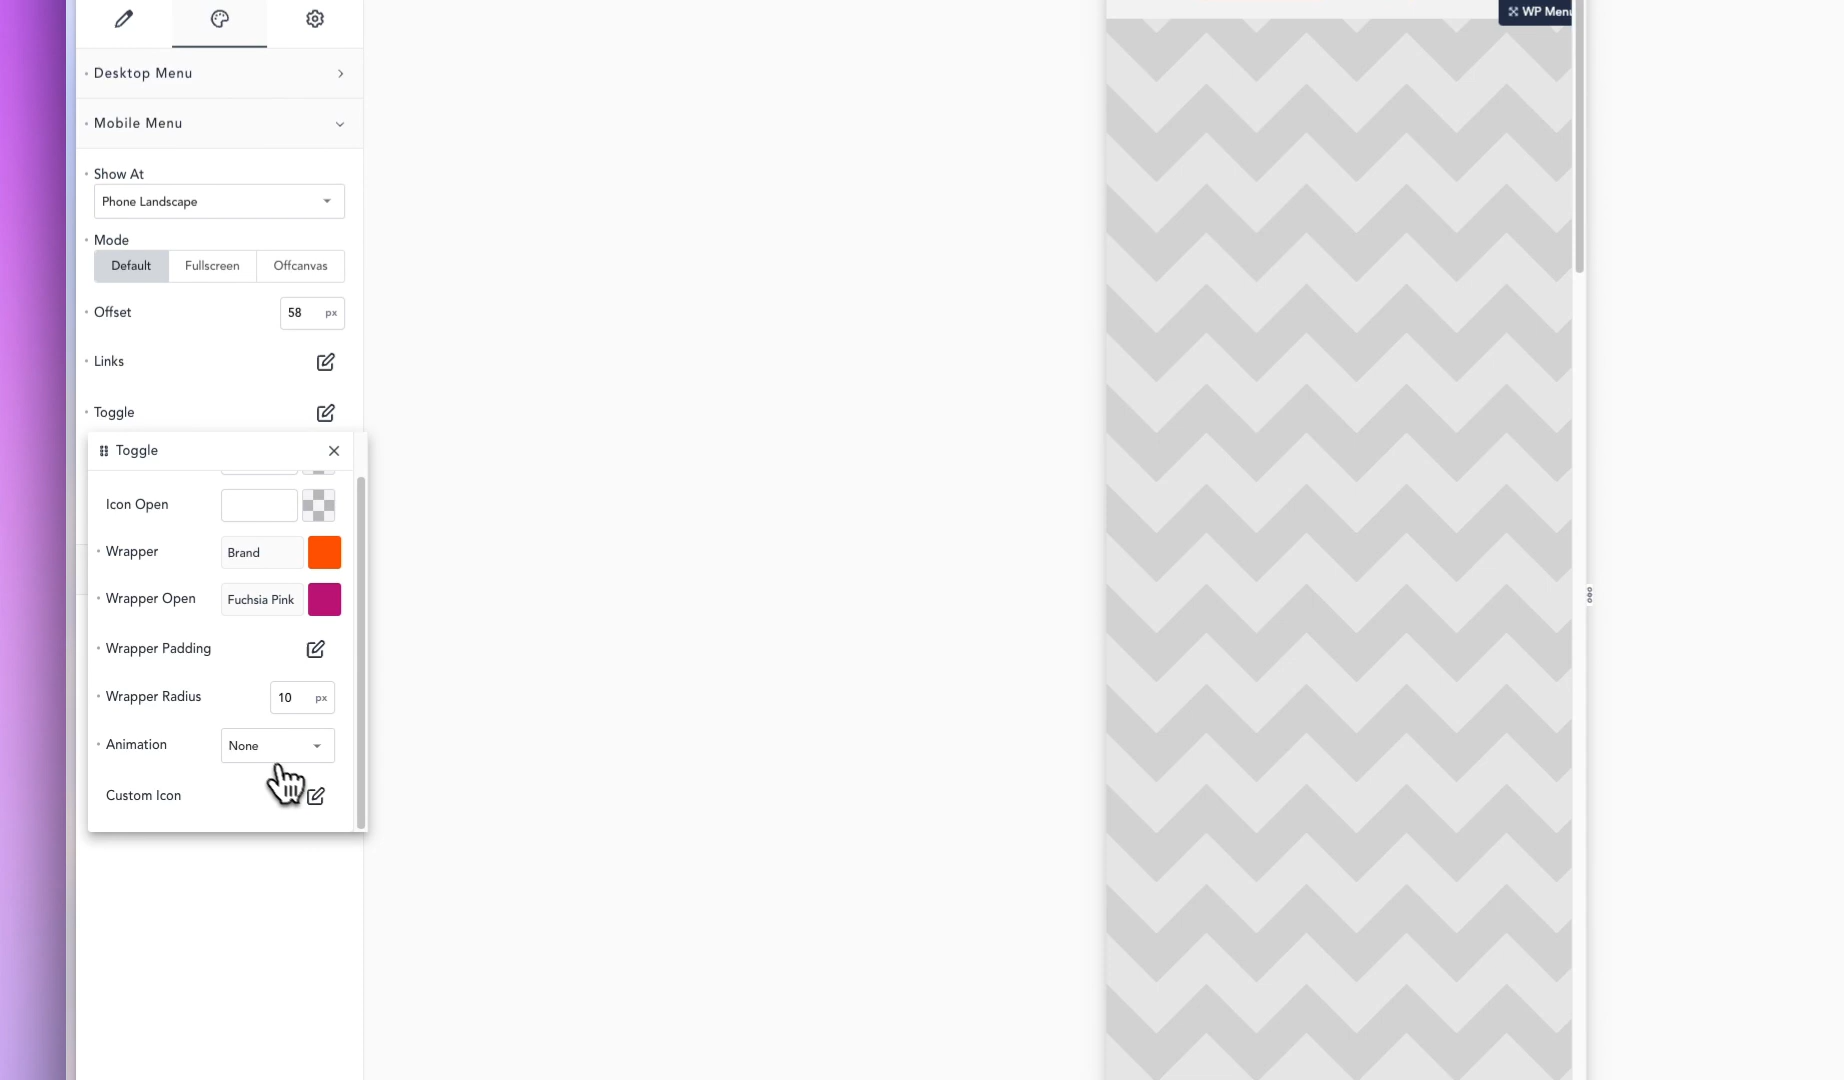 WP Menu
Desktop Menu
Mobile Menu
Show At
Phone Landscape
Mode
Default Fullscreen Offcanvas
Offset 58 px
Links
Toggle
Toggle
Icon Open
Wrapper Brand
Wrapper Open Fuchsia Pink
Wrapper Padding
Wrapper Radius 10 px
Animation None
Custom Icon